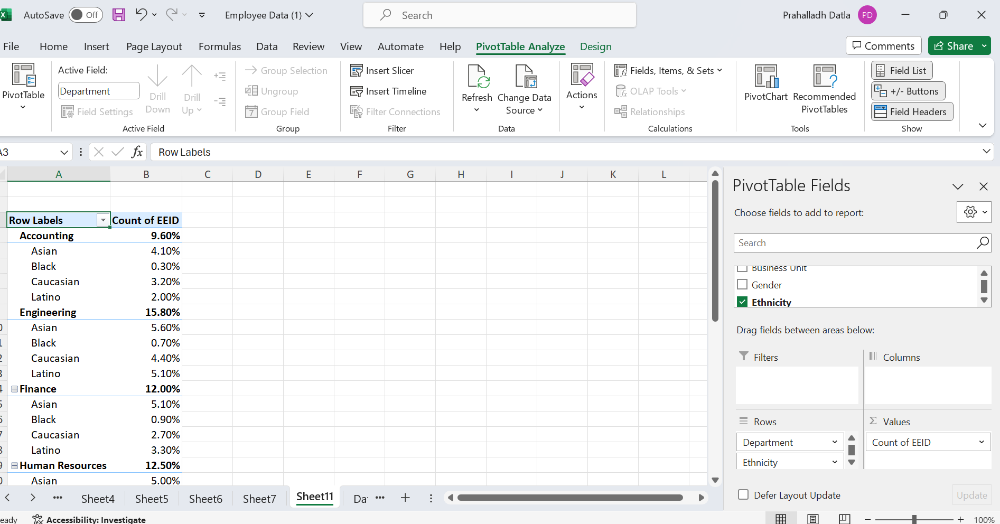 AutoSave Off Employee Data (1) Search Prahalladh Datla PD
File Home Insert Page Layout Formulas Data Review View Automate Help PivotTable Analyze Design Comments Share
PivotTable
Active Field:
Department
Field Settings
Drill Down
Drill Up
Active Field
Group Selection
Ungroup
7 Group Field
Group
Insert Slicer
Insert Timeline
Filter Connections
Filter
Refresh
Change Data Source
Data
Actions
Fields, Items, & Sets
OLAP Tools
Relationships
Calculations
PivotChart
Recommended PivotTables
Tools
Field List
+/- Buttons
Field Headers
Show
A3 fx Row Labels
A B C D E F G H I J K L
Row Labels Count of EEID
Accounting 9.60%
Asian 4.10%
Black 0.30%
Caucasian 3.20%
Latino 2.00%
Engineering 15.80%
Asian 5.60%
Black 0.70%
Caucasian 4.40%
Latino 5.10%
Finance 12.00%
Asian 5.10%
Black 0.90%
Caucasian 2.70%
Latino 3.30%
Human Resources 12.50%
Asian 5.00%
PivotTable Fields
Choose fields to add to report:
Search
Business Unit
Gender
Ethnicity
Drag fields between areas below:
Filters
Columns
Rows
Σ Values
Department
Count of EEID
Ethnicity
Defer Layout Update
Update
Sheet4 Sheet5 Sheet6 Sheet7 Sheet11 Da
eady Accessibility: Investigate 100%